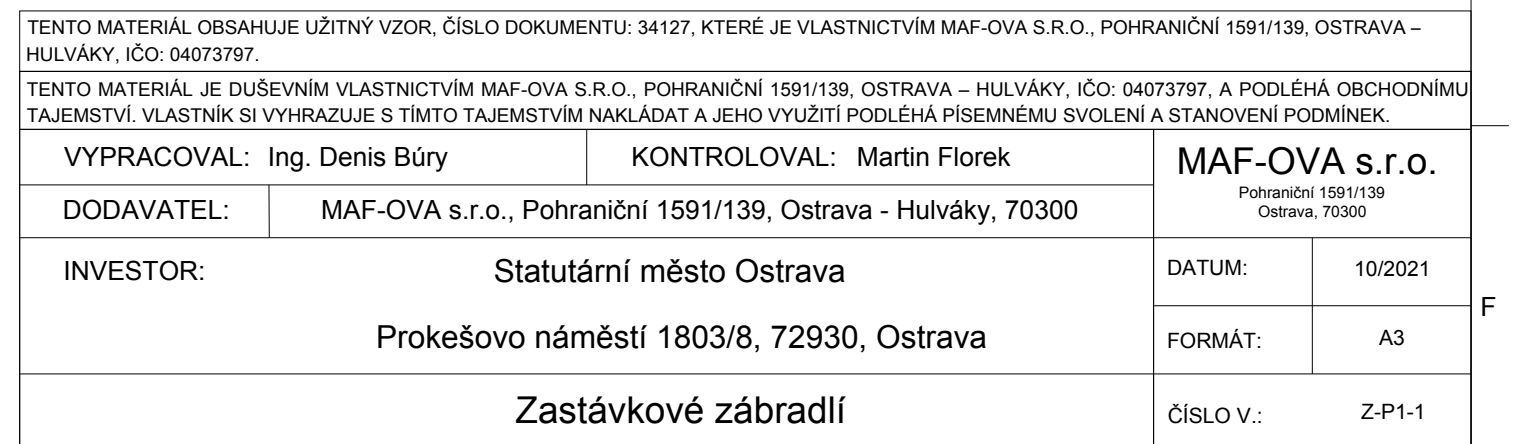 TENTO MATERIÁL OBSAHUJE UŽITNÝ VZOR, ČÍSLO DOKUMENTU: 34127, KTERÉ JE VLASTNICTVÍM MAF-OVA S.R.O., POHRANIČNÍ 1591/139, OSTRAVA –
HULVÁKY, IČO: 04073797.
TENTO MATERIÁL JE DUŠEVNÍM VLASTNICTVÍM MAF-OVA S.R.O., POHRANIČNÍ 1591/139, OSTRAVA – HULVÁKY, IČO: 04073797, A PODLÉHÁ OBCHODNÍMU
TAJEMSTVÍ. VLASTNÍK SI VYHRAZUJE S TÍMTO TAJEMSTVÍM NAKLÁDAT A JEHO VYUŽITÍ PODLÉHÁ PÍSEMNÉMU SVOLENÍ A STANOVENÍ PODMÍNEK.
VYPRACOVAL: Ing. Denis Búry KONTROLOVAL: Martin Florek
MAF-OVA s.r.o.
Pohraniční 1591/139
Ostrava, 70300
DODAVATEL: MAF-OVA s.r.o., Pohraniční 1591/139, Ostrava - Hulváky, 70300
INVESTOR: Statutární město Ostrava
Prokešovo náměstí 1803/8, 72930, Ostrava
DATUM: 10/2021
FORMÁT: A3
F
Zastávkové zábradlí
ČÍSLO V.: Z-P1-1